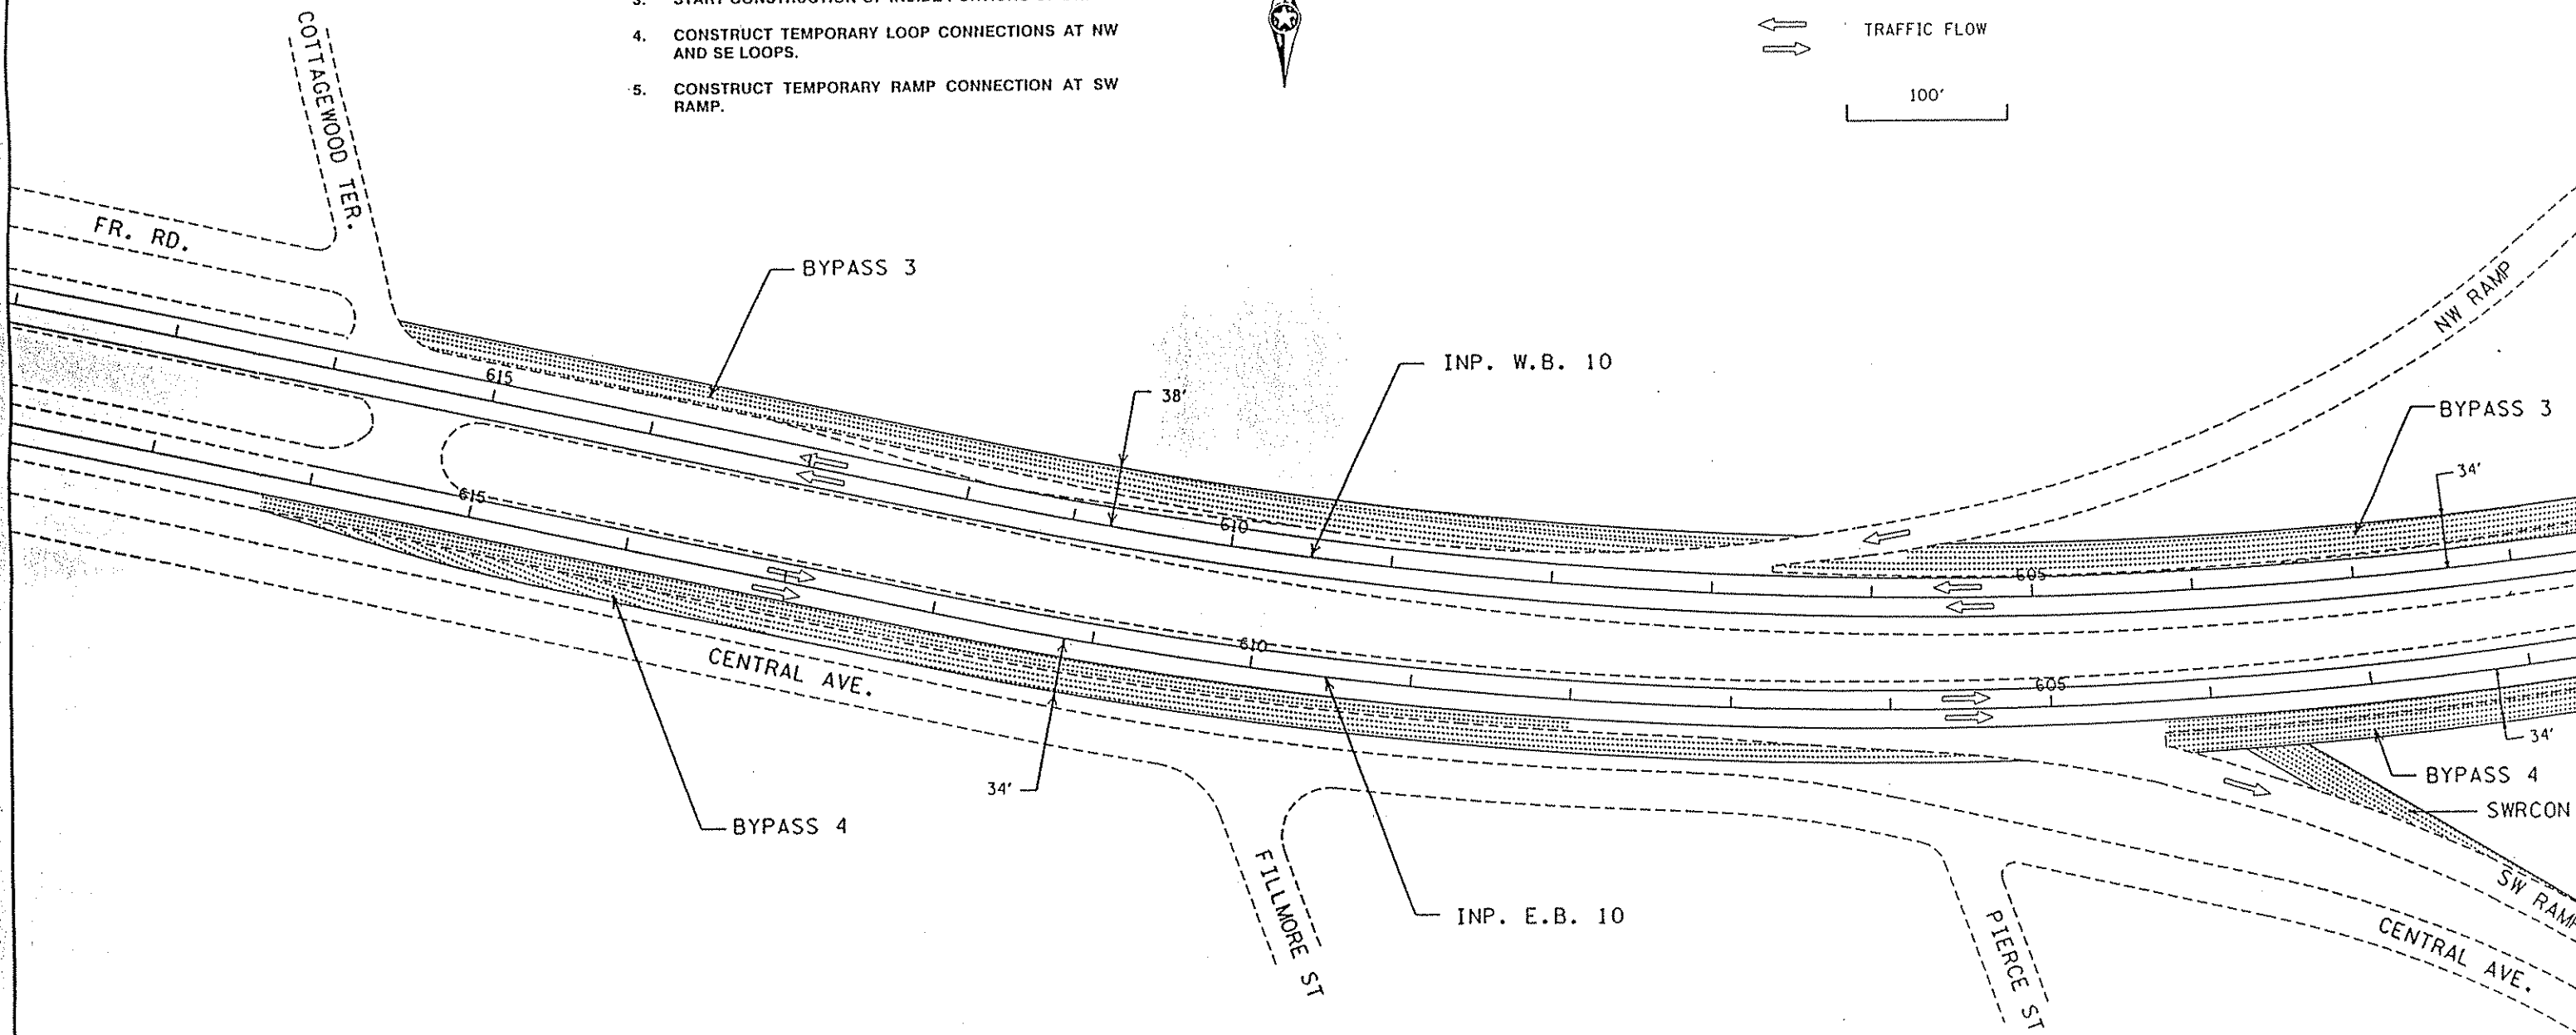 4. CONSTRUCT TEMPORARY LOOP CONNECTIONS AT NW
AND SE LOOPS.
5. CONSTRUCT TEMPORARY RAMP CONNECTION AT SW
RAMP.
TRAFFIC FLOW
100'
COTTAGEWOOD TER.
FR. RD.
BYPASS 3
NW RAMP
INP. W.B. 10
38'
615
BYPASS 3
34'
615
610
605
610
605
CENTRAL AVE.
34'
34'
BYPASS 4
BYPASS 4
SWRCON
FILLMORE ST
INP. E.B. 10
PIERCE ST
SW RAMP
CENTRAL AVE.